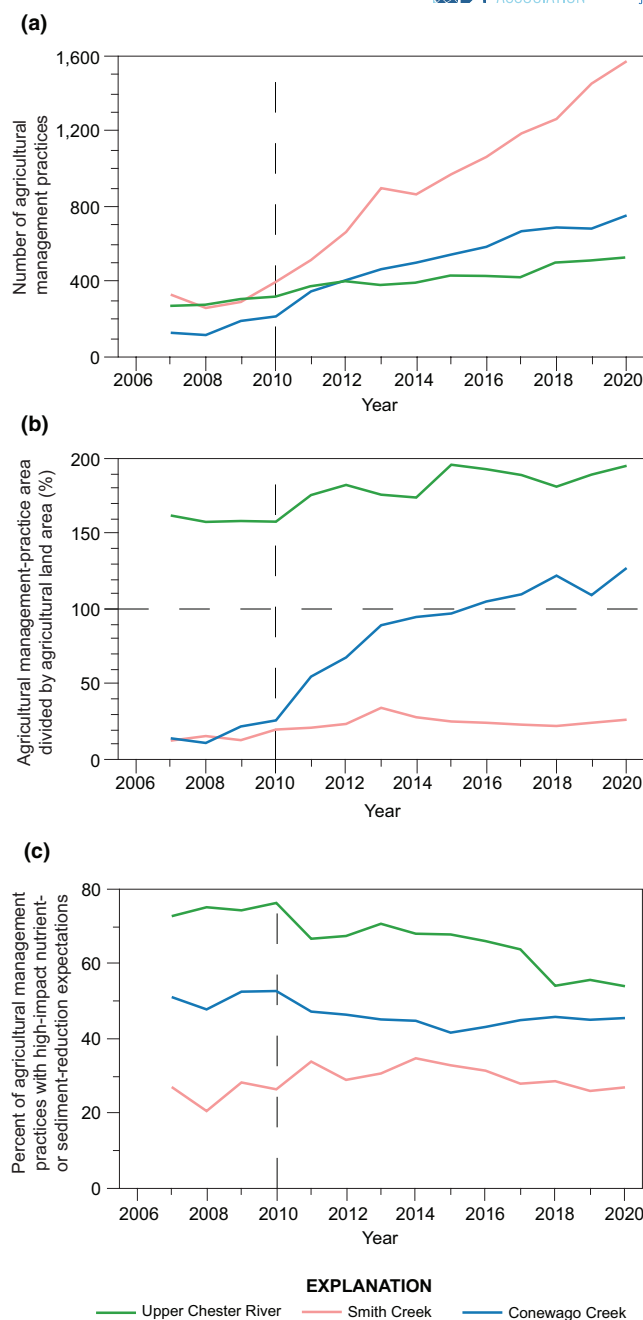 (a)
1,600
1,200
800
400
0
Number of agricultural
management practices
2006 2008 2010 2012 2014 2016 2018 2020
Year
(b)
200
150
100
50
0
Agricultural management-practice area
divided by agricultural land area (%)
2006 2008 2010 2012 2014 2016 2018 2020
Year
(c)
80
60
40
20
0
Percent of agricultural management
practices with high-impact nutrient-
or sediment-reduction expectations
2006 2008 2010 2012 2014 2016 2018 2020
Year
EXPLANATION
Upper Chester River Smith Creek Conewago Creek